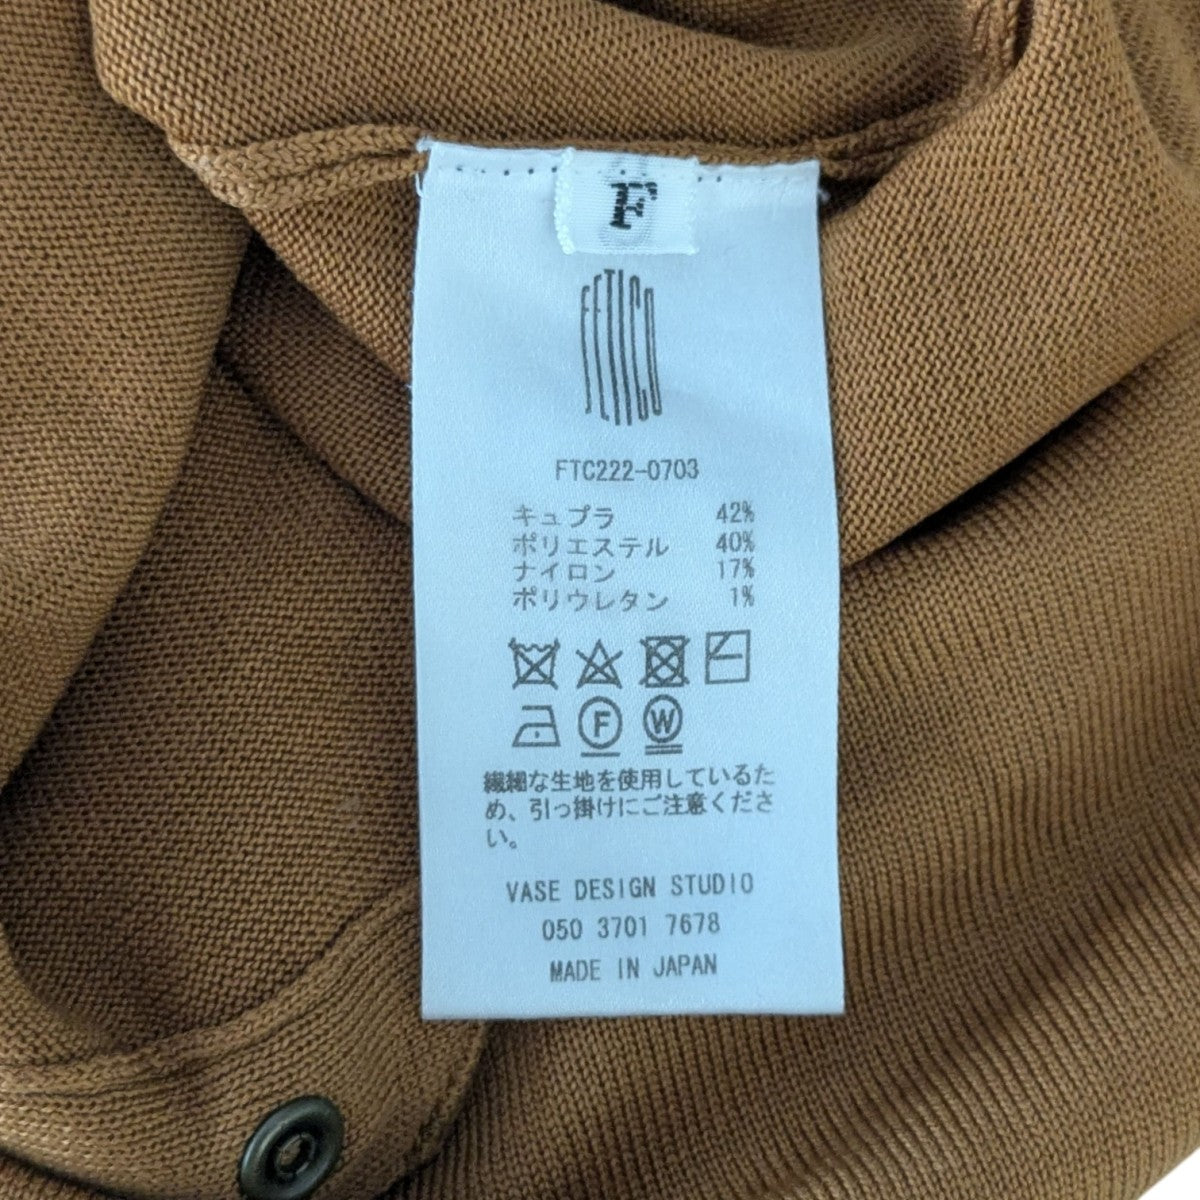 F
FETICO
FTC222-0703
キュプラ 42%
ポリエステル 40%
ナイロン 17%
ポリウレタン 1%
F W
繊細な生地を使用しているた
め、引っ掛けにご注意くださ
い。
VASE DESIGN STUDIO
050 3701 7678
MADE IN JAPAN